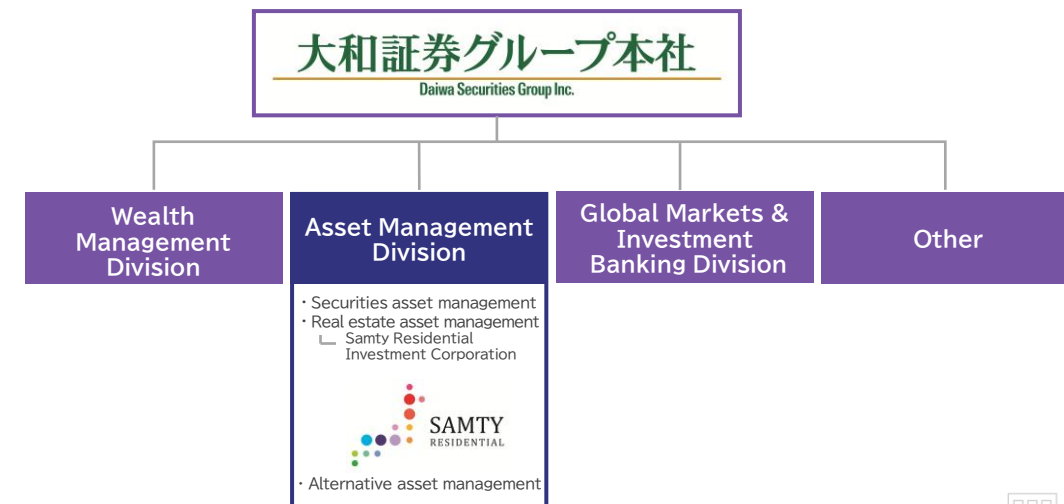 大和証券グループ本社
Daiwa Securities Group Inc.
Wealth
Management
Division
Asset Management
Division
・Securities asset management
・Real estate asset management
Samty Residential
Investment Corporation
SAMTY
RESIDENTIAL
・Alternative asset management
Global Markets &
Investment
Banking Division
Other